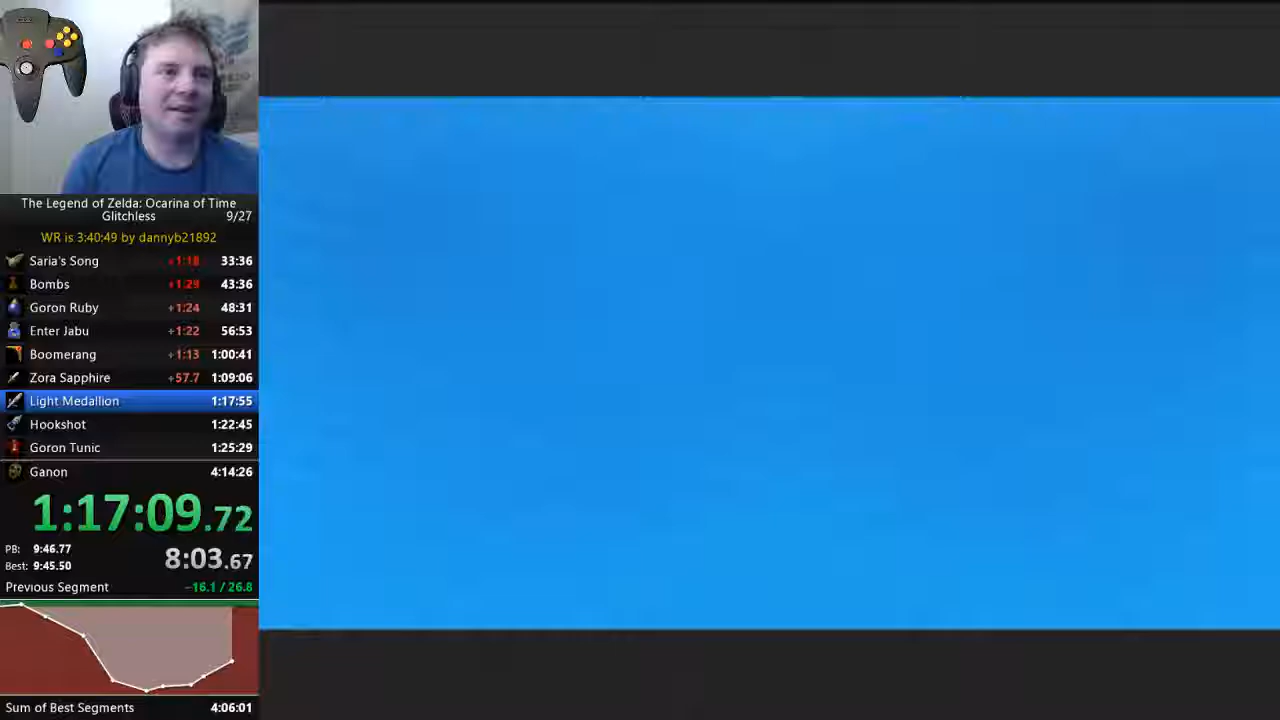 The Legend of Zelda: Ocarina of Time
Glitchless 9/27
WR is 3:40:49 by dannyb21892
Saria's Song +1:18 33:36
Bombs +1:29 43:36
Goron Ruby +1:24 48:31
Enter Jabu +1:22 56:53
Boomerang +1:13 1:00:41
Zora Sapphire +57.7 1:09:06
Light Medallion 1:17:55
Hookshot 1:22:45
Goron Tunic 1:25:29
Ganon 4:14:26
1:17:09.72
PB: 9:46.77
Best: 9:45.50
8:03.67
Previous Segment −16.1 / 26.8
Sum of Best Segments 4:06:01